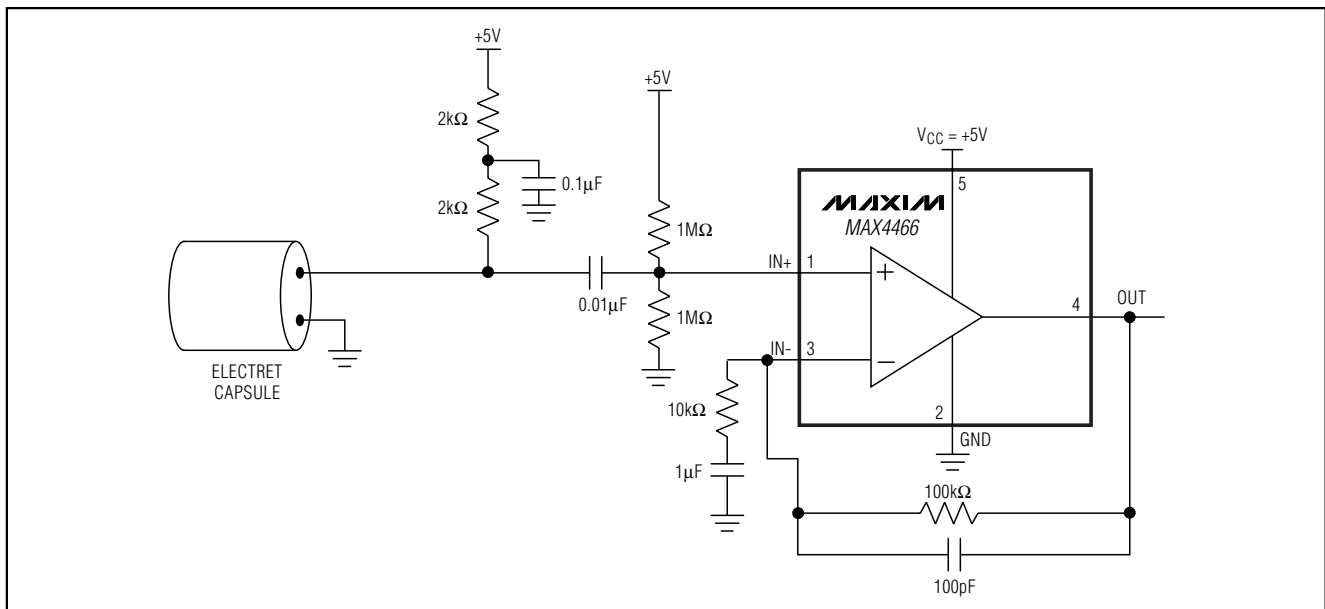 +5V
+5V
2kΩ
VCC = +5V
0.1μF
5
MAXIM
2kΩ
MAX4466
1MΩ
IN+
1
0.01μF
4
OUT
1MΩ
IN-
3
ELECTRET
CAPSULE
10kΩ
2
GND
1μF
100kΩ
100pF